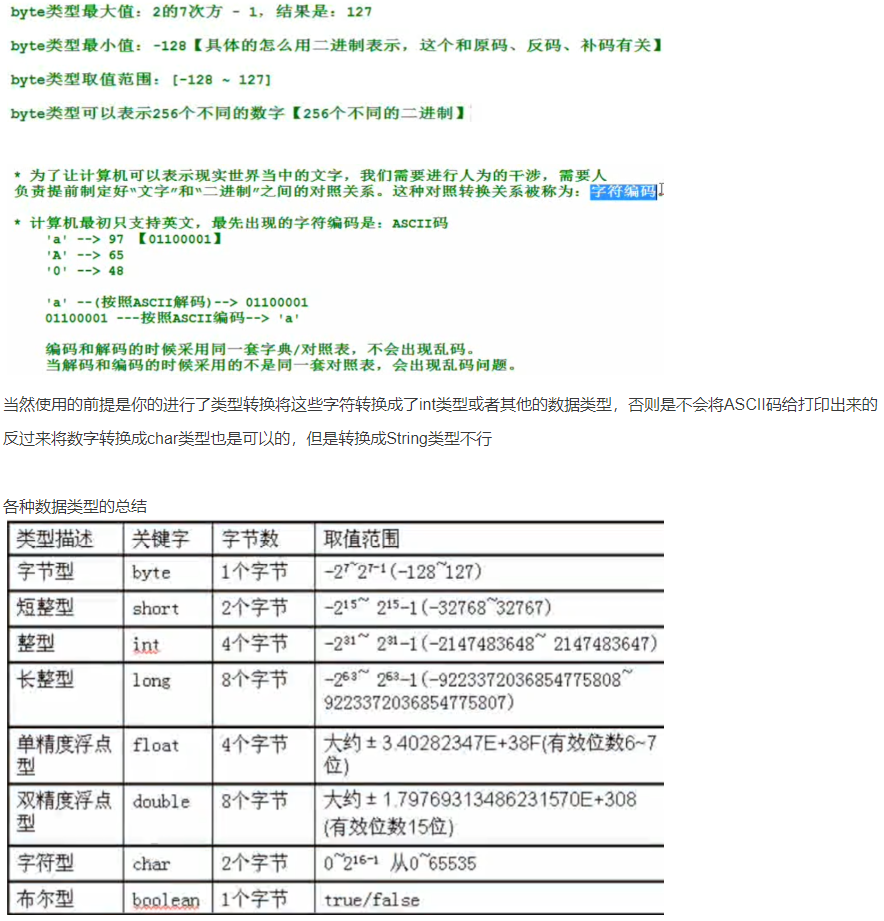 byte类型最大值：2的7次方 - 1，结果是：127
byte类型最小值：-128【具体的怎么用二进制表示，这个和原码、反码、补码有关】
byte类型取值范围：[-128 ~ 127]
byte类型可以表示256个不同的数字【256个不同的二进制】
* 为了让计算机可以表示现实世界当中的文字，我们需要进行人为的干涉，需要人
负责提前制定好“文字”和“二进制”之间的对照关系。这种对照转换关系被称为：字符编码
* 计算机最初只支持英文，最先出现的字符编码是：ASCII码
'a' --> 97 【01100001】
'A' --> 65
'0' --> 48
'a' --(按照ASCII解码)--> 01100001
01100001 ---按照ASCII编码--> 'a'
编码和解码的时候采用同一套字典/对照表，不会出现乱码。
当解码和编码的时候采用的不是同一套对照表，会出现乱码问题。
当然使用的前提是你的进行了类型转换将这些字符转换成了int类型或者其他的数据类型，否则是不会将ASCII码给打印出来的
反过来将数字转换成char类型也是可以的，但是转换成String类型不行
各种数据类型的总结
类型描述 关键字 字节数 取值范围
字节型 byte 1个字节 -2⁷~2⁷⁻¹(-128~127)
短整型 short 2个字节 -2¹⁵~ 2¹⁵-1(-32768~32767)
整型 int 4个字节 -2³¹~ 2³¹-1(-2147483648~ 2147483647)
长整型 long 8个字节 -2⁶³~ 2⁶³-1(-9223372036854775808~
9223372036854775807)
单精度浮点 float 4个字节 大约±3.40282347E+38F(有效位数6~7
型 位)
双精度浮点 double 8个字节 大约±1.79769313486231570E+308
型 (有效位数15位)
字符型 char 2个字节 0~2¹⁶⁻¹ 从0~65535
布尔型 boolean 1个字节 true/false